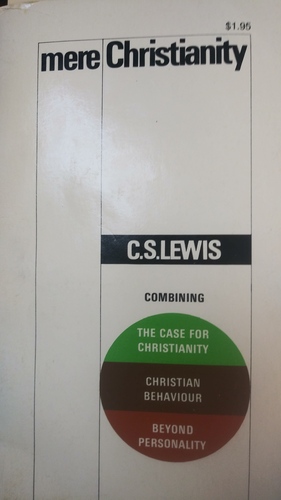 $1.95
mere Christianity
C.S.LEWIS
COMBINING
THE CASE FOR
CHRISTIANITY
CHRISTIAN
BEHAVIOUR
BEYOND
PERSONALITY